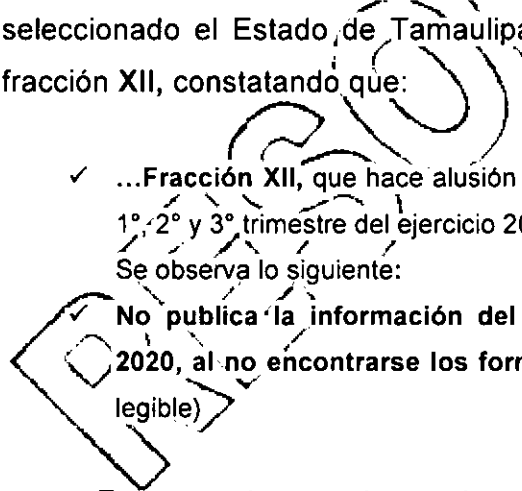 seleccionado el Estado de Tamaulipa
fracción XII, constatando que:
✓ ...Fracción XII, que hace alusión
1°, 2° y 3° trimestre del ejercicio 20
Se observa lo siguiente:
✓ No publica la información del
2020, al no encontrarse los for
legible)